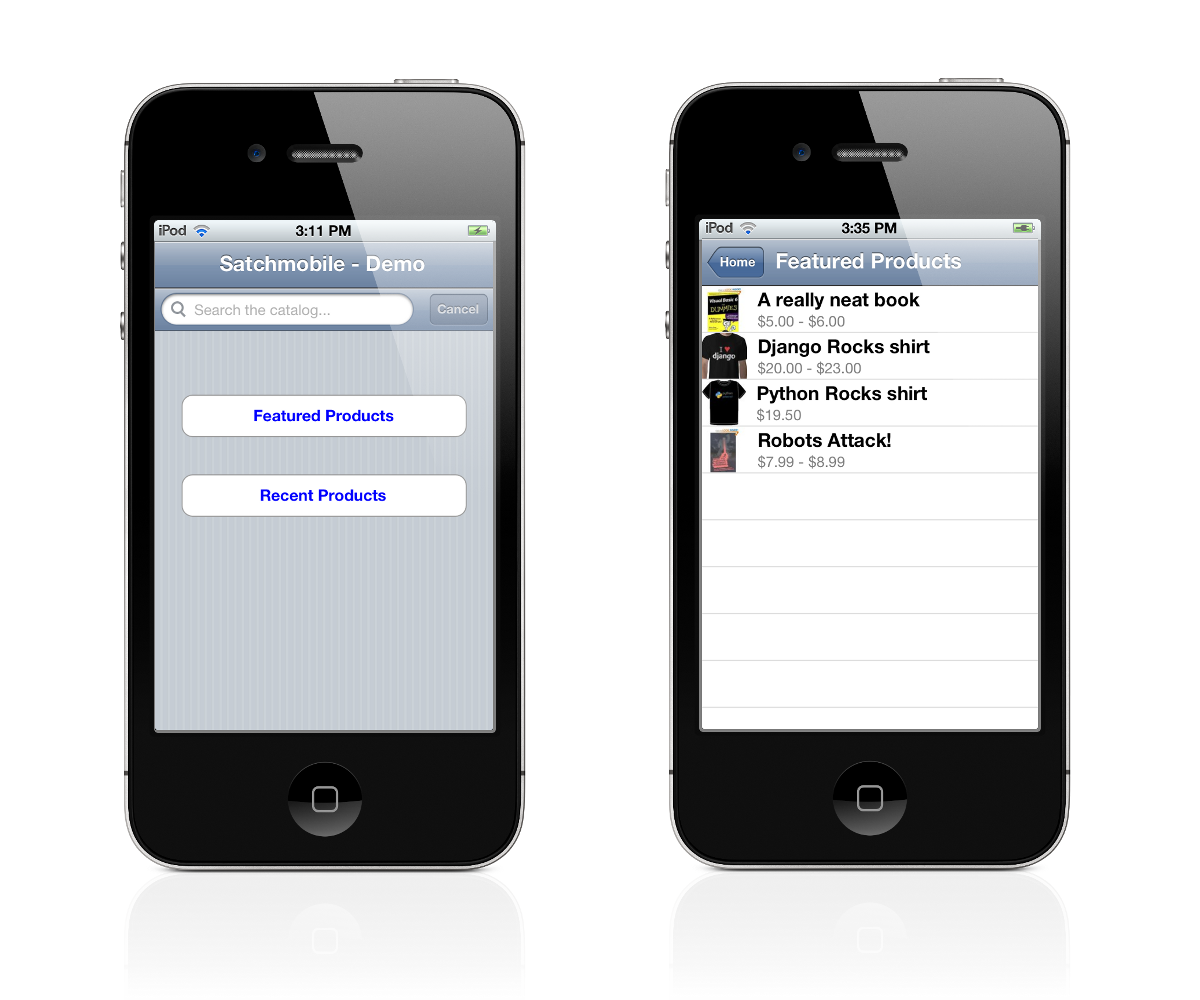 iPod 3:11 PM
Satchmobile - Demo
Search the catalog... Cancel
Featured Products
Recent Products
iPod 3:35 PM
Home Featured Products
A really neat book
$5.00 - $6.00
Visual Basic 6
DUMMIES
Django Rocks shirt
$20.00 - $23.00
I ♥
django
Python Rocks shirt
$19.50
Robots Attack!
$7.99 - $8.99